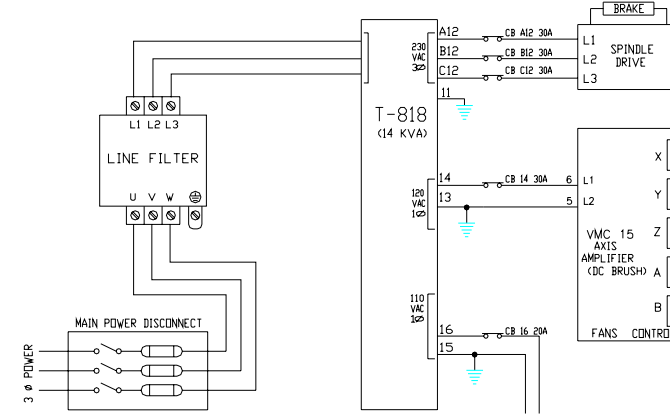 BRAKE
A12 CB A12 30A L1
230 VAC 3Ø B12 CB B12 30A L2 SPINDLE DRIVE
C12 CB C12 30A L3
11
T-818
(14 KVA)
L1 L2 L3
LINE FILTER
U V W
120 VAC 1Ø
14 CB 14 30A 6 L1
13 5 L2
VMC 15
AXIS
AMPLIFIER
(DC BRUSH)
X
Y
Z
A
B
FANS CONTRO
110 VAC 1Ø
16 CB 16 20A
15
MAIN POWER DISCONNECT
3 Ø POWER